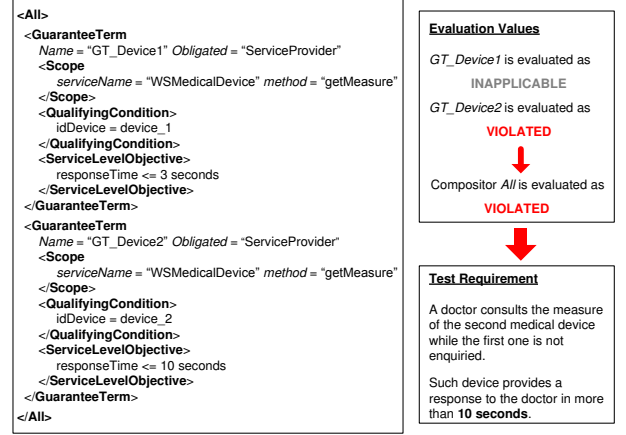 <All>
<GuaranteeTerm
Name = “GT_Device1” Obligated = “ServiceProvider”
<Scope
serviceName = “WSMedicalDevice” method = “getMeasure”
</Scope>
<QualifyingCondition>
idDevice = device_1
</QualifyingCondition>
<ServiceLevelObjective>
responseTime <= 3 seconds
</ServiceLevelObjective>
</GuaranteeTerm>
<GuaranteeTerm
Name = “GT_Device2” Obligated = “ServiceProvider“
<Scope
serviceName = “WSMedicalDevice” method = “getMeasure”
</Scope>
<QualifyingCondition>
idDevice = device_2
</QualifyingCondition>
<ServiceLevelObjective>
responseTime <= 10 seconds
</ServiceLevelObjective>
</GuaranteeTerm>
</All>
Evaluation Values
GT_Device1 is evaluated as
INAPPLICABLE
GT_Device2 is evaluated as
VIOLATED
Compositor All is evaluated as
VIOLATED
Test Requirement
A doctor consults the measure
of the second medical device
while the first one is not
enquiried.
Such device provides a
response to the doctor in more
than 10 seconds.